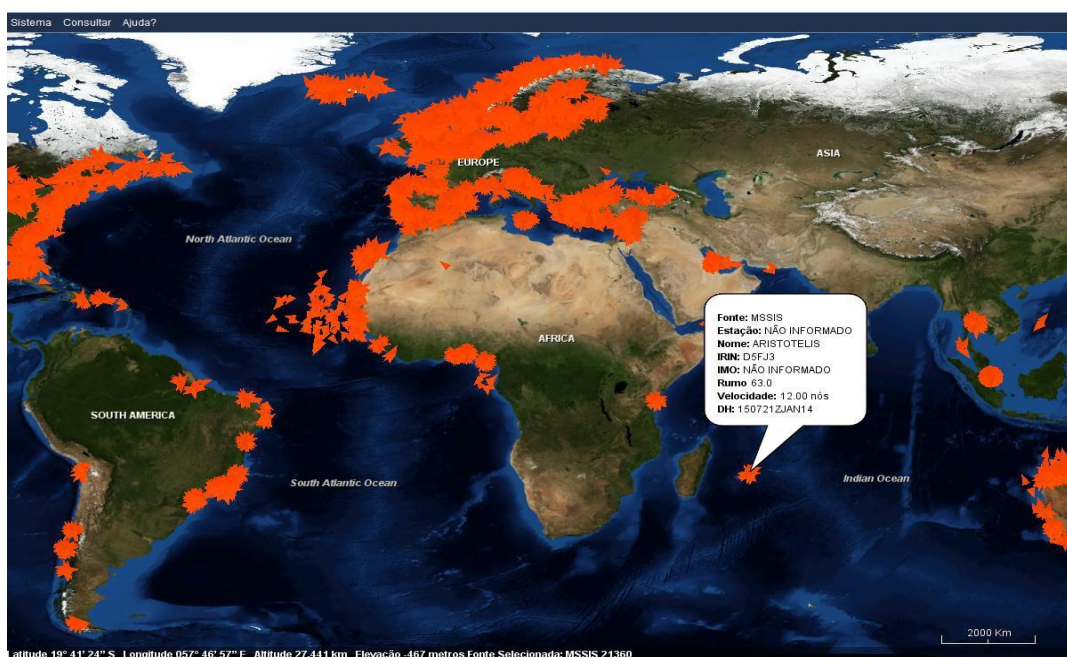 Sistema Consultar Ajuda?
EUROPE
ASIA
North Atlantic Ocean
Fonte: MSSIS
Estação: NÃO INFORMADO
Nome: ARISTOTELIS
IRIN: D5FJ3
IMO: NÃO INFORMADO
Rumo 63.0
Velocidade: 12.00 nós
DH: 150721ZJAN14
AFRICA
SOUTH AMERICA
South Atlantic Ocean
Indian Ocean
2000 Km
Latitude 19° 41' 24" S Longitude 057° 46' 57" E Altitude 27.441 km Elevação -467 metros Fonte Selecionada: MSSIS 21360